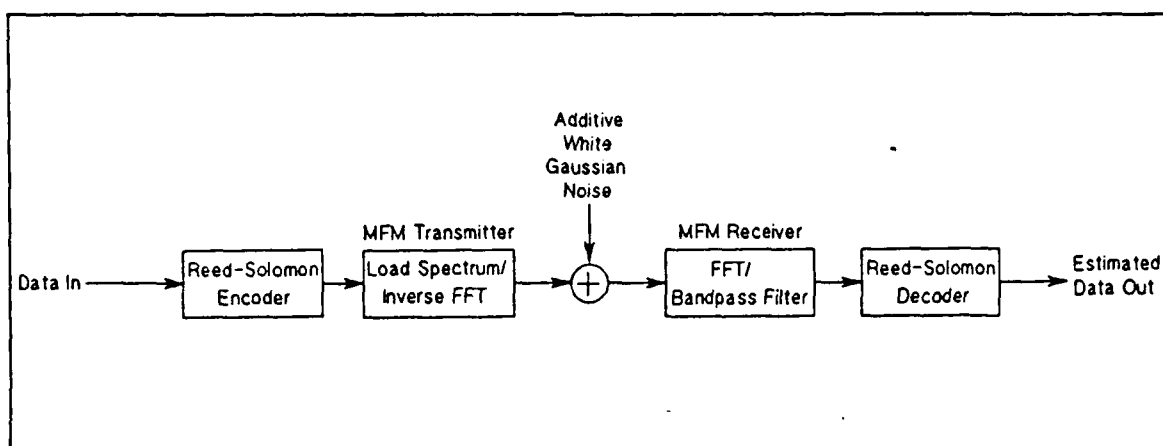 Additive
White
Gaussian
Noise
MFM Transmitter
MFM Receiver
Data In
Reed-Solomon
Encoder
Load Spectrum/
Inverse FFT
+
FFT/
Bandpass Filter
Reed-Solomon
Decoder
Estimated
Data Out